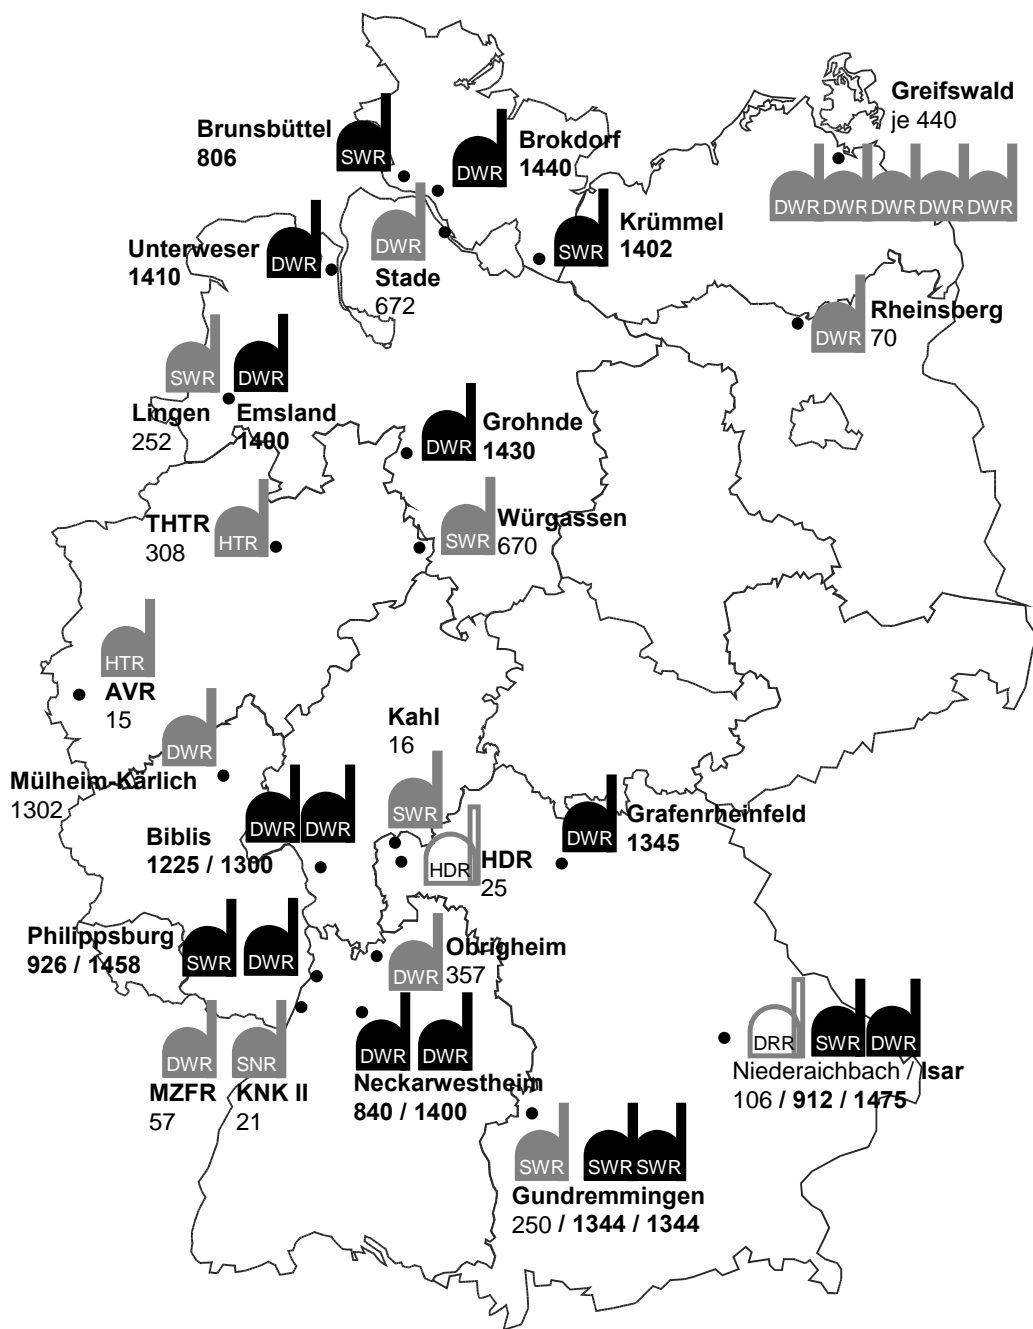 Greifswald
je 440
DWR DWR DWR DWR DWR
Brunsbüttel
806
SWR
Brokdorf
1440
DWR
Krümmel
1402
SWR
Unterweser
1410
DWR
DWR
Stade
672
Rheinsberg
70
DWR
SWR
Lingen
252
DWR
Emsland
1400
DWR
Grohnde
1430
THTR
308
HTR
SWR
Würgassen
670
HTR
AVR
15
DWR
Mülheim-Kärlich
1302
Kahl
16
SWR
Biblis
1225 / 1300
DWR DWR
HDR
HDR
25
DWR
Grafenrheinfeld
1345
Philippsburg
926 / 1458
SWR DWR
DWR
Obrigheim
357
DWR
MZFR
57
SNR
KNK II
21
DWR DWR
Neckarwestheim
840 / 1400
DRR SWR DWR
Niederaichbach / Isar
106 / 912 / 1475
SWR SWR SWR
Gundremmingen
250 / 1344 / 1344